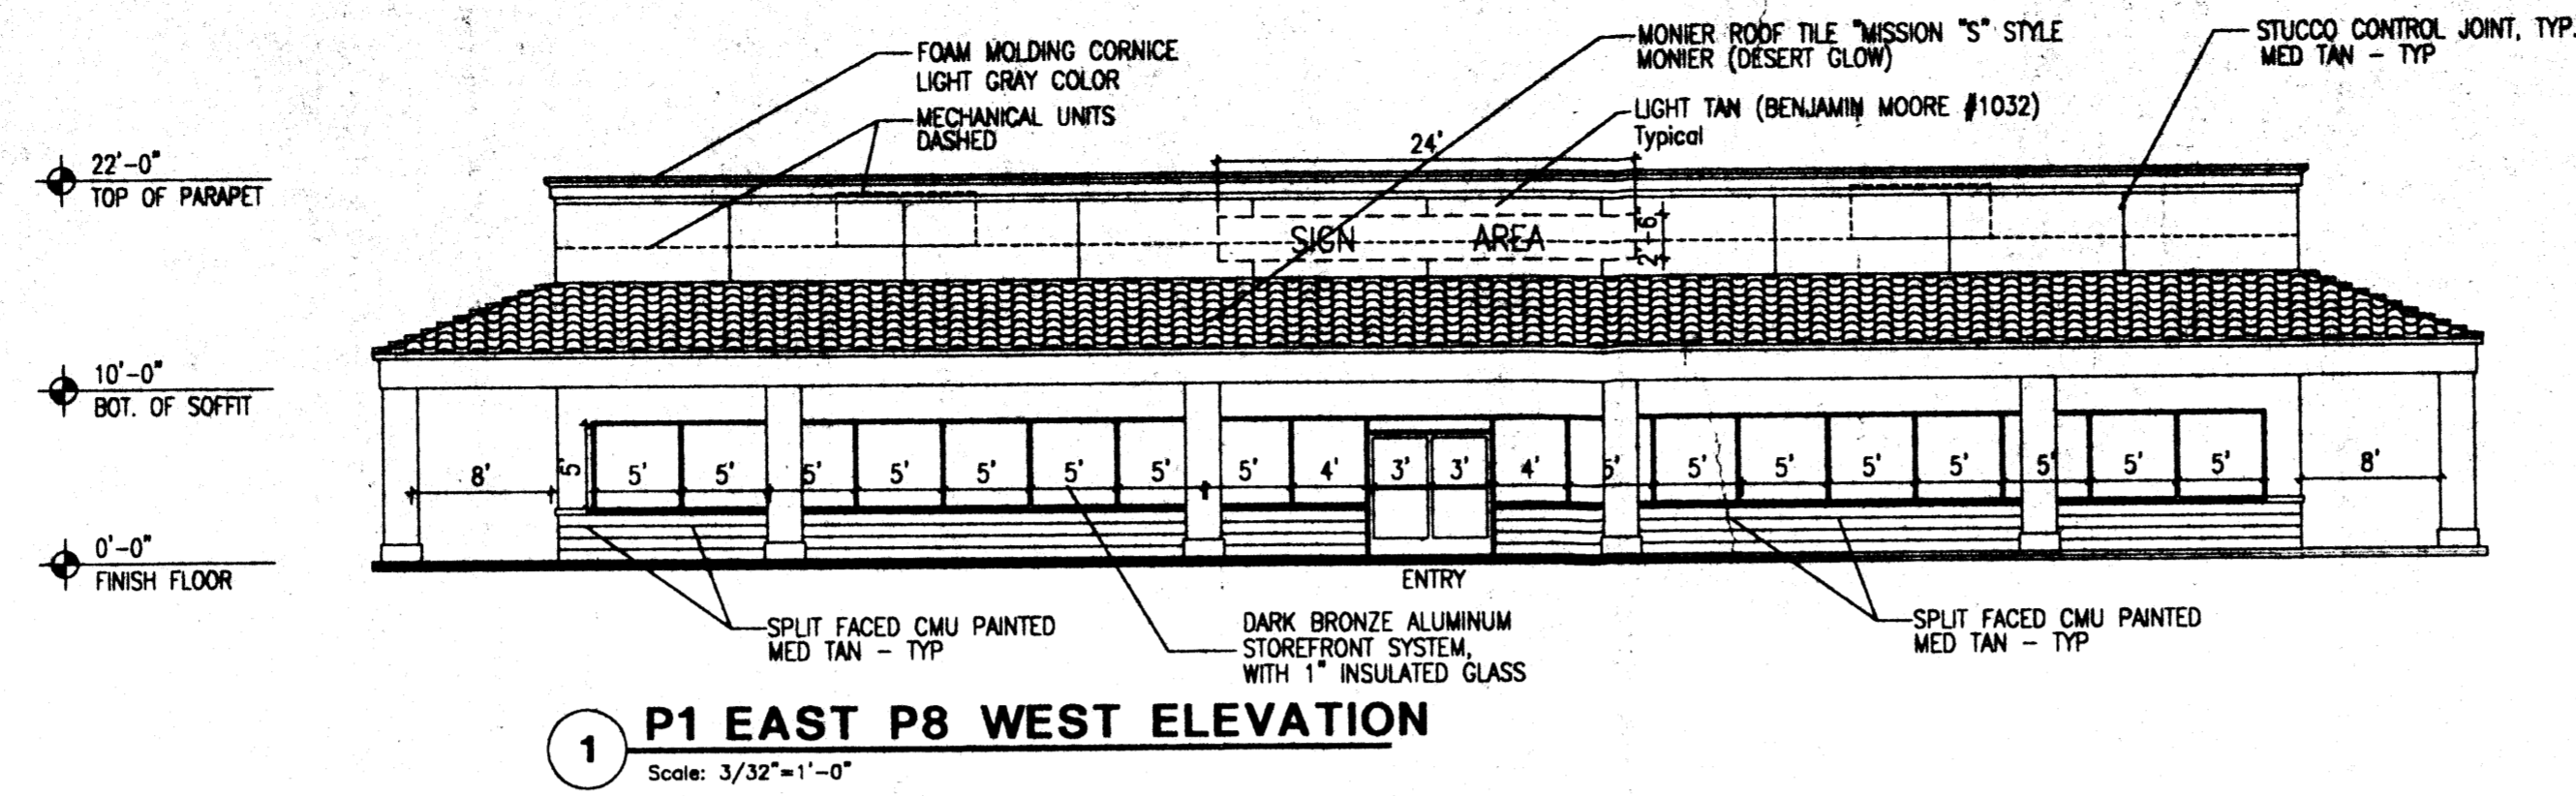 FOAM MOLDING CORNICE
LIGHT GRAY COLOR
MECHANICAL UNITS
DASHED
MONIER ROOF TILE "MISSION "S" STYLE
MONIER (DESERT GLOW)
LIGHT TAN (BENJAMIN MOORE #1032)
Typical
STUCCO CONTROL JOINT, TYP.
MED TAN – TYP
24'
22'-0"
TOP OF PARAPET
SIGN AREA
2'-6
10'-0"
BOT. OF SOFFIT
8' 5' 5' 5' 5' 5' 5' 5' 5' 5' 4' 3' 3' 4' 5' 5' 5' 5' 5' 5' 5' 5' 8'
0'-0"
FINISH FLOOR
ENTRY
SPLIT FACED CMU PAINTED
MED TAN – TYP
DARK BRONZE ALUMINUM
STOREFRONT SYSTEM,
WITH 1" INSULATED GLASS
SPLIT FACED CMU PAINTED
MED TAN – TYP
1 P1 EAST P8 WEST ELEVATION
Scale: 3/32"=1'-0"